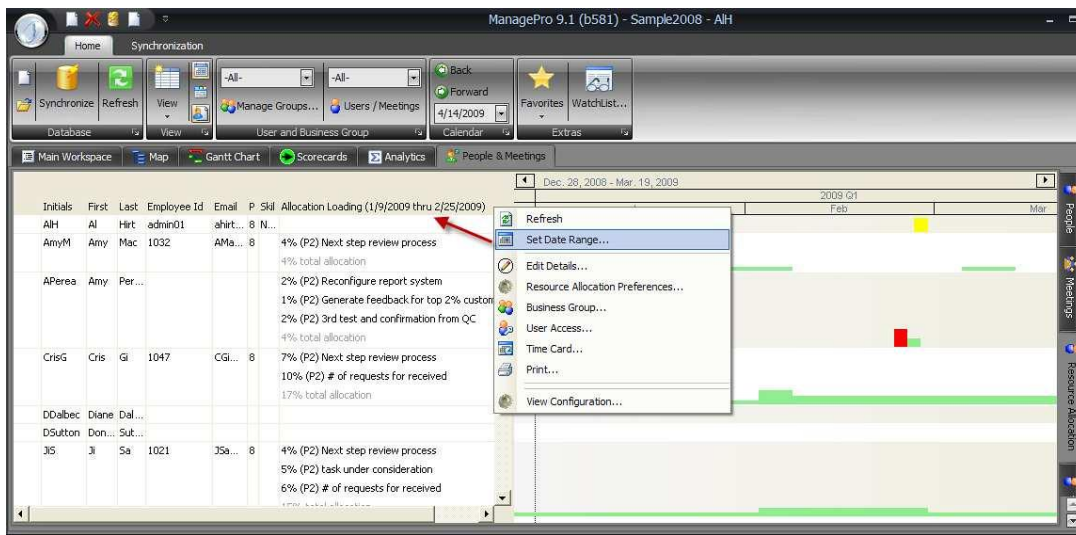 ManagePro 9.1 (b581) - Sample2008 - AlH
Home Synchronization
-All- -All- Back
Forward
Synchronize Refresh View Manage Groups... Users / Meetings 4/14/2009 Favorites WatchList...
Database View User and Business Group Calendar Extras
Main Workspace Map Gantt Chart Scorecards Analytics People & Meetings
Dec. 28, 2008 - Mar. 19, 2009
2009 Q1
Initials First Last Employee Id Email P Skil Allocation Loading (1/9/2009 thru 2/25/2009) Feb Mar
AlH Al Hirt admin01 ahirt... 8 N...
AmyM Amy Mac 1032 AMa... 8 4% (P2) Next step review process
4% total allocation
APerea Amy Per... 2% (P2) Reconfigure report system
1% (P2) Generate feedback for top 2% custon
2% (P2) 3rd test and confirmation from QC
4% total allocation
CrisG Cris Gi 1047 CGi... 8 7% (P2) Next step review process
10% (P2) # of requests for received
17% total allocation
DDalbec Diane Dal...
DSutton Don... Sut...
JiS Ji Sa 1021 JSa... 8 4% (P2) Next step review process
5% (P2) task under consideration
6% (P2) # of requests for received
15% total allocation
Refresh
Set Date Range...
Edit Details...
Resource Allocation Preferences...
Business Group...
User Access...
Time Card...
Print...
View Configuration...
People
Meetings
Resource Allocation